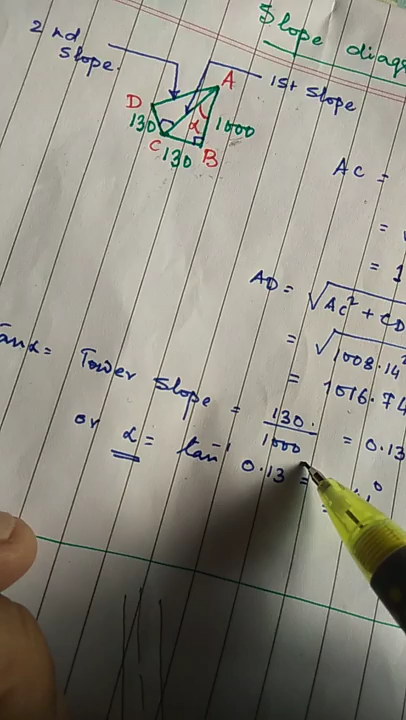 Slope diag
2nd
slope.
1st slope
A
D
130
α
1000
C
B
130
AC =
=
= 1
AD = √AC² + CD
= √1008.14²
= 1016.74
Tanα = Tower Slope = 130/1000 = 0.13
or α = tan⁻¹ 0.13 =